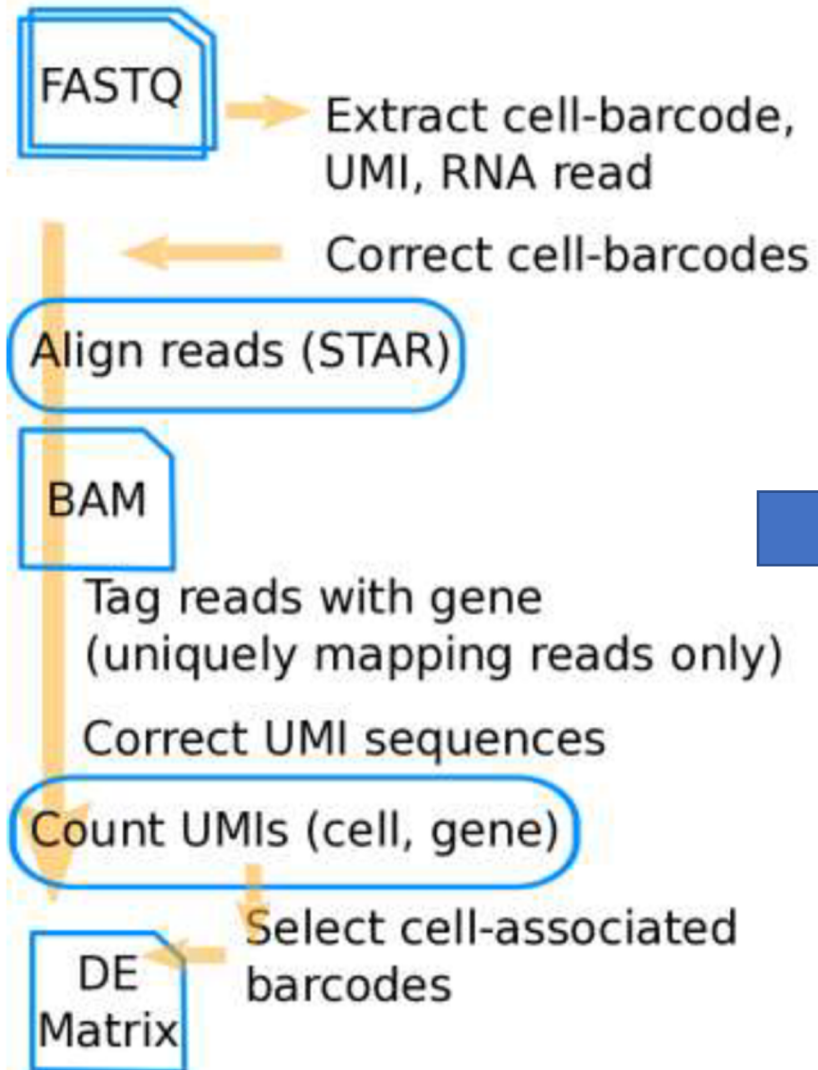 FASTQ
Extract cell-barcode,
UMI, RNA read
Correct cell-barcodes
Align reads (STAR)
BAM
Tag reads with gene
(uniquely mapping reads only)
Correct UMI sequences
Count UMIs (cell, gene)
Select cell-associated
barcodes
DE
Matrix